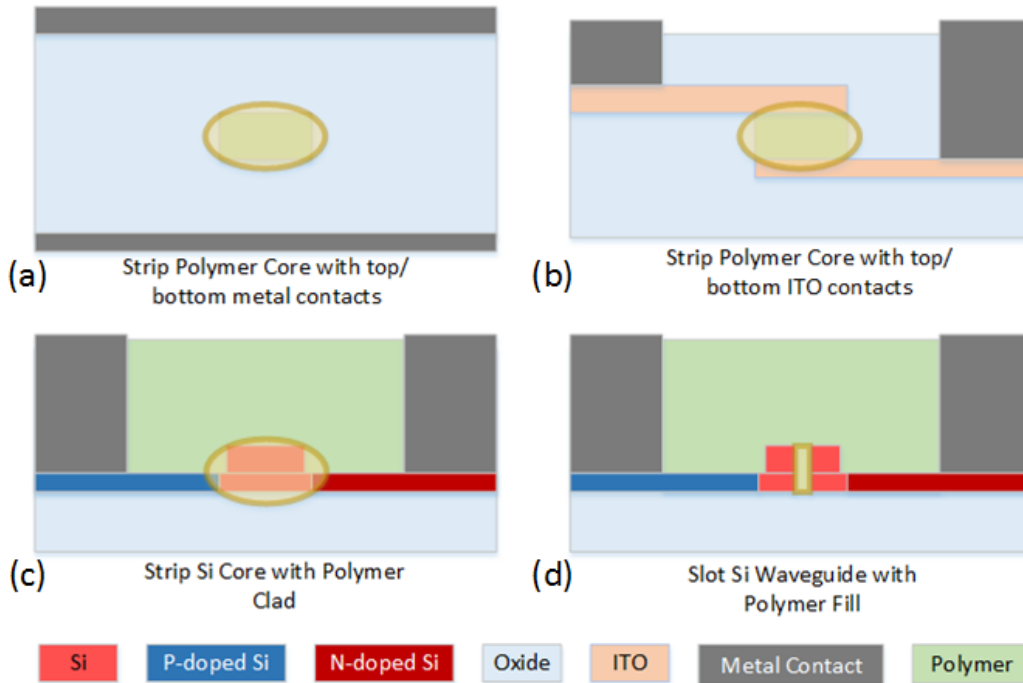 (a)
Strip Polymer Core with top/
bottom metal contacts
(b)
Strip Polymer Core with top/
bottom ITO contacts
(c)
Strip Si Core with Polymer
Clad
(d)
Slot Si Waveguide with
Polymer Fill
Si
P-doped Si
N-doped Si
Oxide
ITO
Metal Contact
Polymer